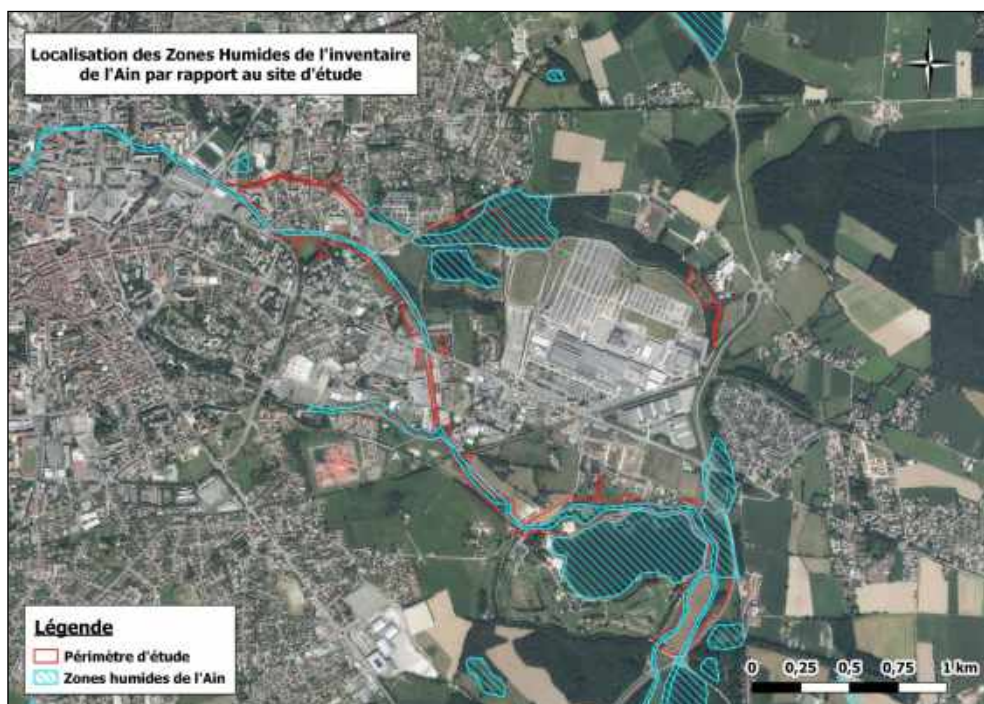 Localisation des Zones Humides de l'inventaire
de l'Ain par rapport au site d'étude
Légende
Périmètre d'étude
Zones humides de l'Ain
0 0,25 0,5 0,75 1 km